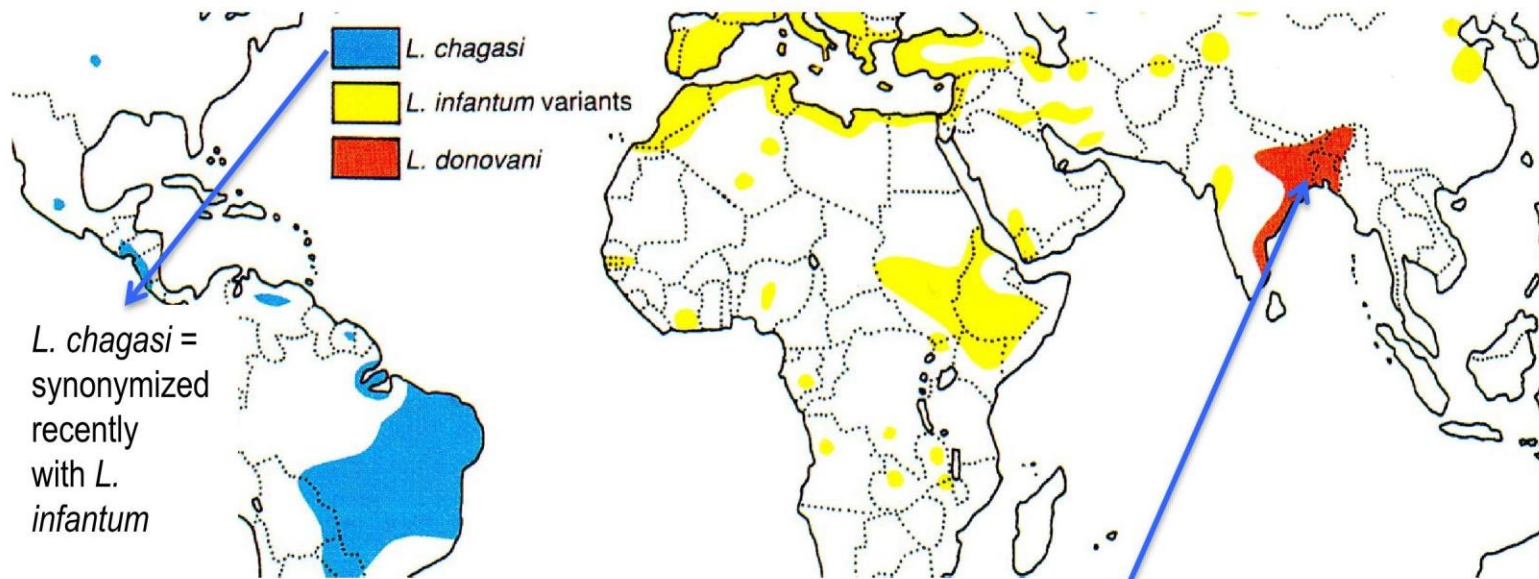 L. chagasi
L. infantum variants
L. donovani
L. chagasi =
synonymized
recently
with L.
infantum